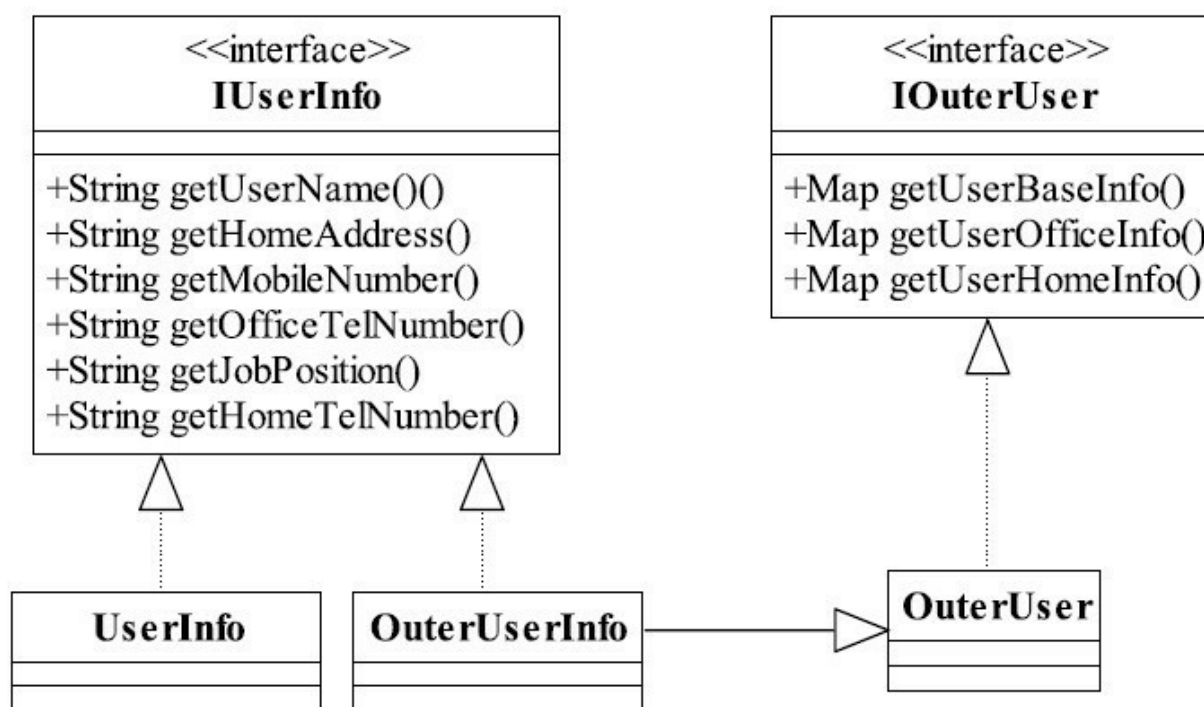 <<interface>>
IUserInfo
+String getUserName()()
+String getHomeAddress()
+String getMobileNumber()
+String getOfficeTelNumber()
+String getJobPosition()
+String getHomeTelNumber()
<<interface>>
IOuterUser
+Map getUserBaseInfo()
+Map getUserOfficeInfo()
+Map getUserHomeInfo()
UserInfo
OuterUserInfo
OuterUser